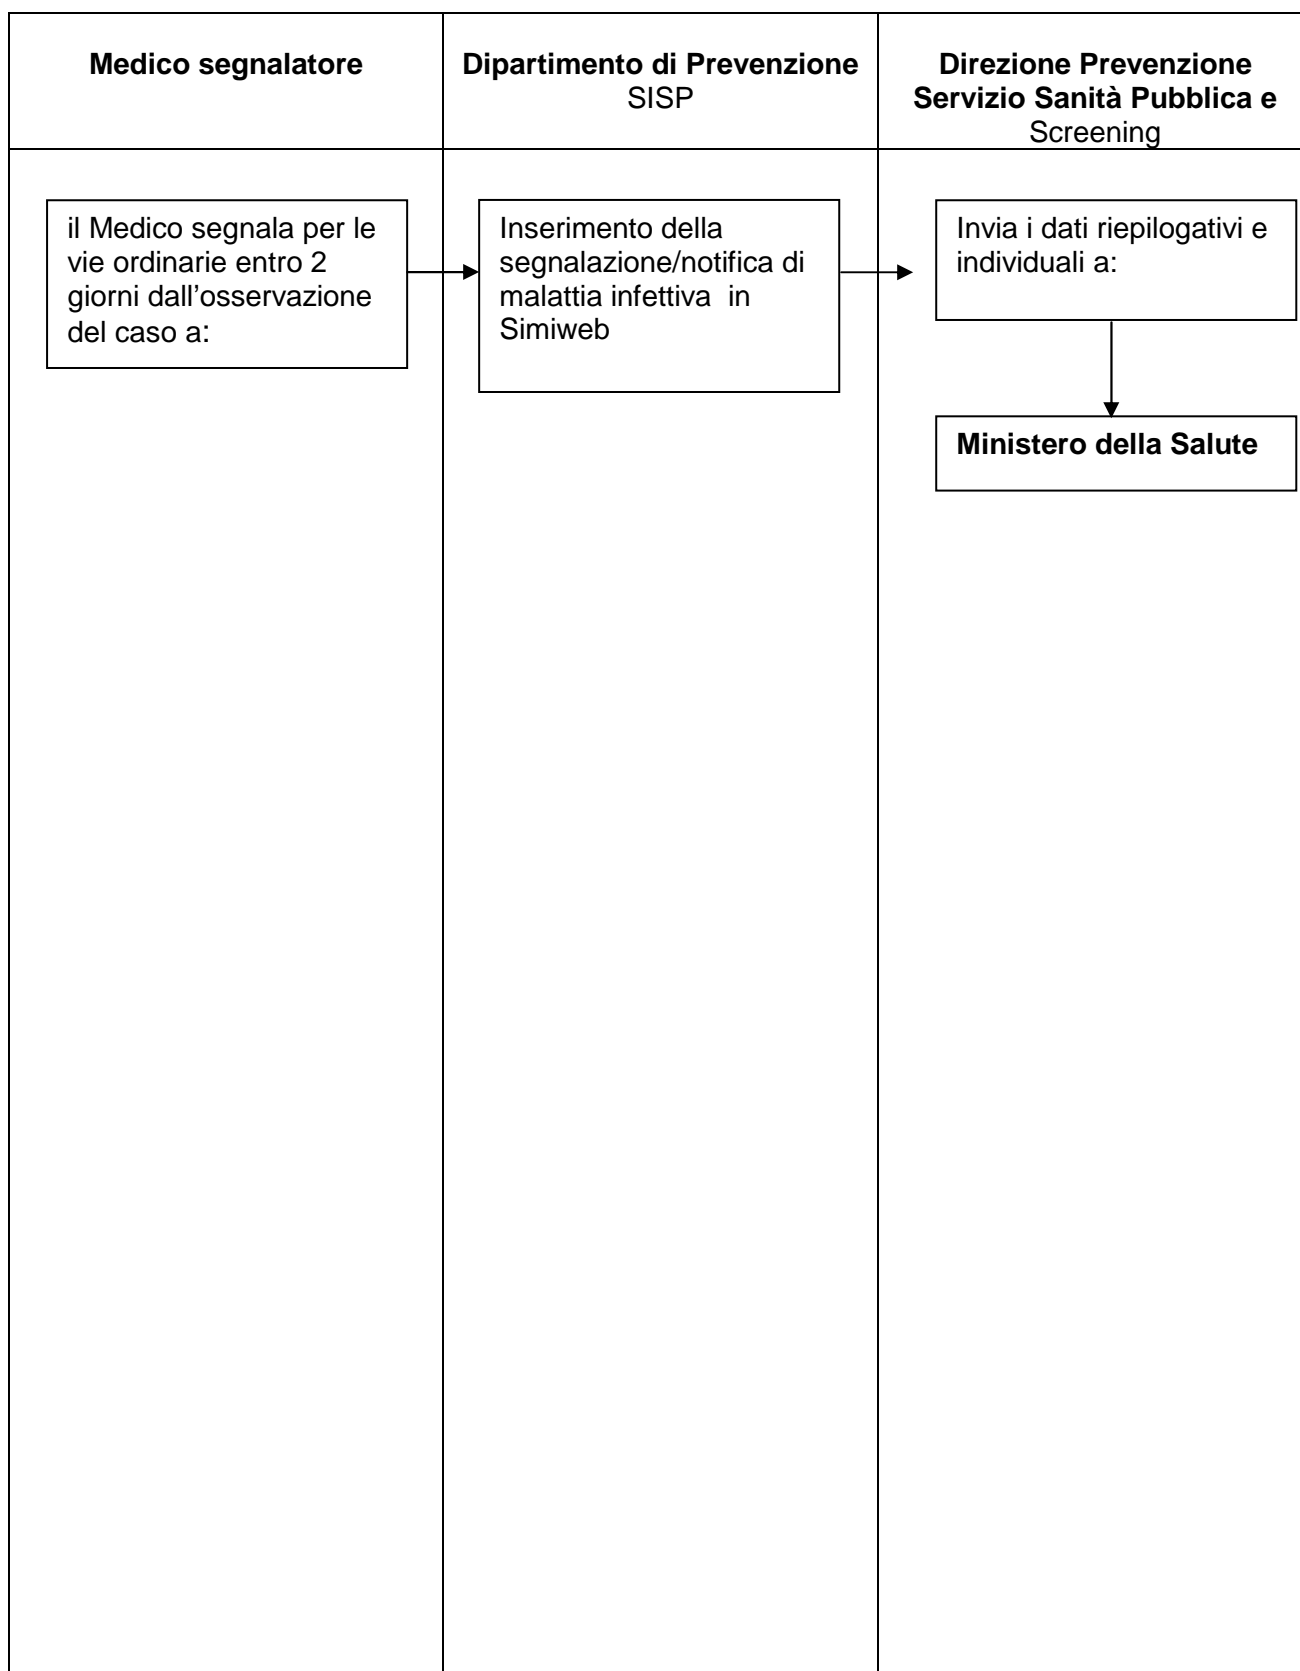 Medico segnalatore
Dipartimento di Prevenzione
SISP
Direzione Prevenzione
Servizio Sanità Pubblica e
Screening
il Medico segnala per le
vie ordinarie entro 2
giorni dall’osservazione
del caso a:
Inserimento della
segnalazione/notifica di
malattia infettiva in
Simiweb
Invia i dati riepilogativi e
individuali a:
Ministero della Salute